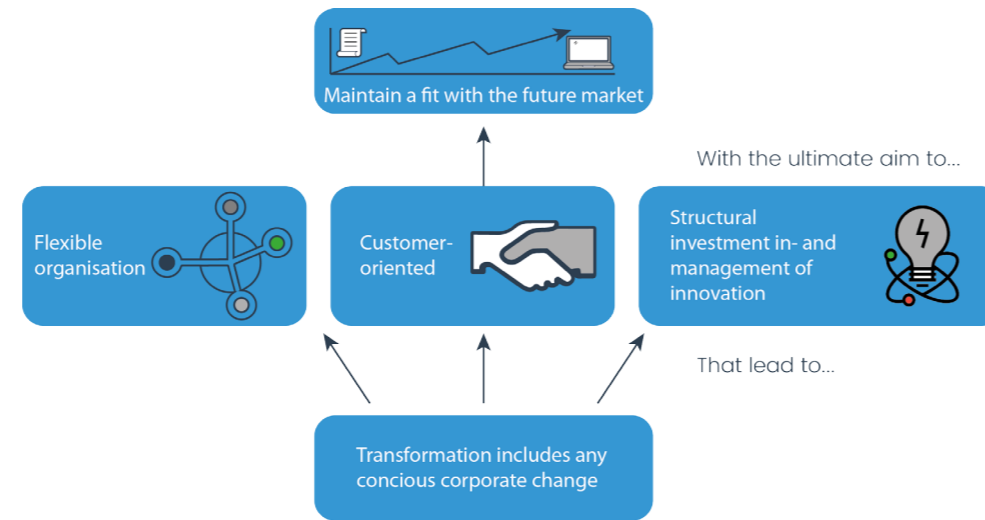 Maintain a fit with the future market
With the ultimate aim to...
Flexible
organisation
Customer-
oriented
Structural
investment in- and
management of
innovation
That lead to...
Transformation includes any
concious corporate change